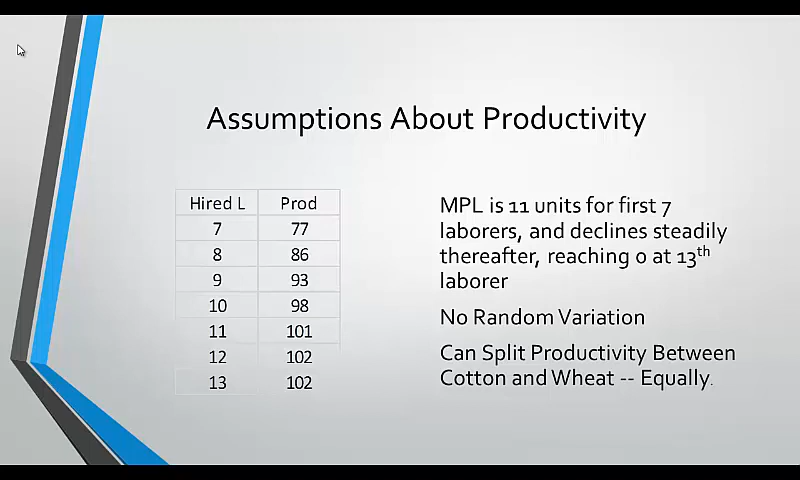 Assumptions About Productivity
Hired L Prod
7 77
8 86
9 93
10 98
11 101
12 102
13 102
MPL is 11 units for first 7
laborers, and declines steadily
thereafter, reaching 0 at 13th
laborer
No Random Variation
Can Split Productivity Between
Cotton and Wheat -- Equally.